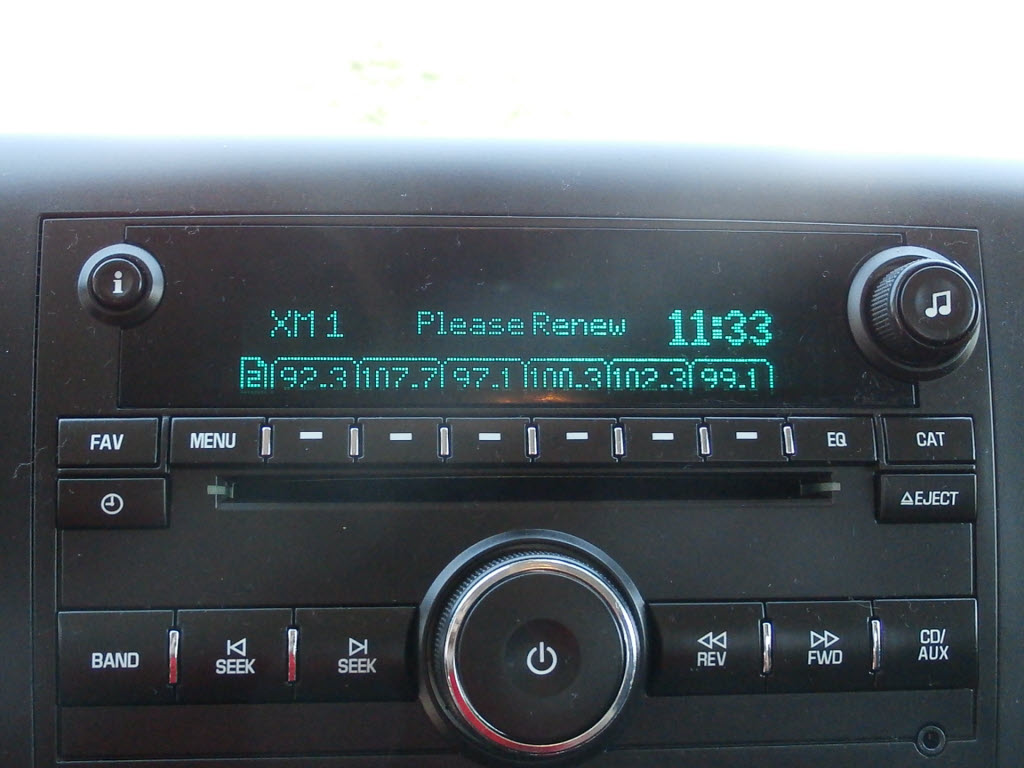 i
XM 1 Please Renew 11:33
2 92.3 107.7 97.1 100.3 102.3 99.1
FAV MENU EQ CAT
EJECT
BAND SEEK SEEK REV FWD CD/
AUX